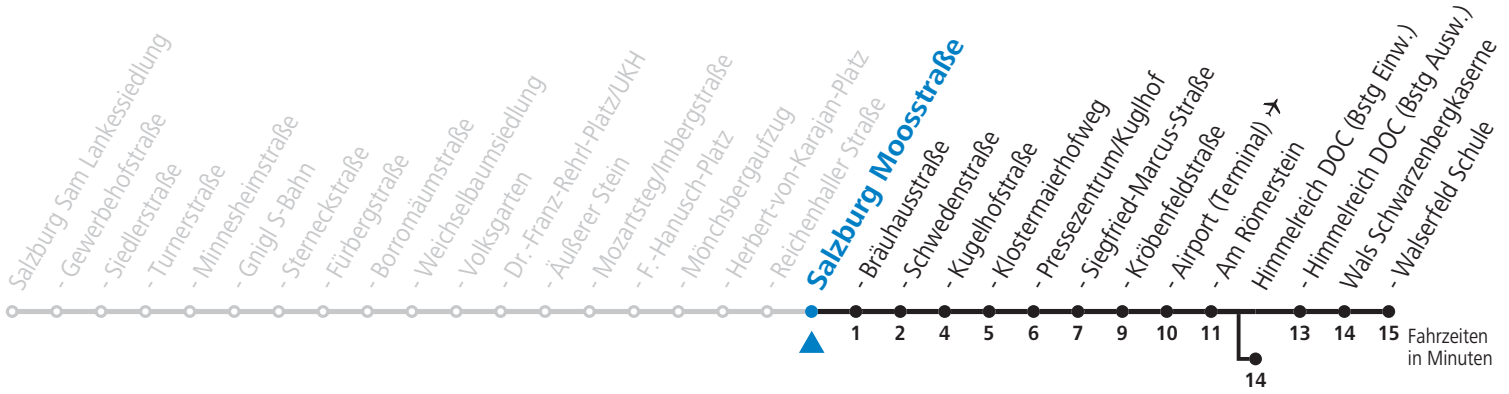 Salzburg Sam Lankessiedlung
- Gewerbehofstraße
- Siedlerstraße
- Turnerstraße
- Minnesheimstraße
- Gnigl S-Bahn
- Sterneckstraße
- Fürbergstraße
- Borromäumstraße
- Weichselbaumsiedlung
- Volksgarten
- Dr.-Franz-Rehrl-Platz/UKH
- Äußerer Stein
- Mozartsteg/Imbergstraße
- F.-Hanusch-Platz
- Mönchsbergaufzug
- Herbert-von-Karajan-Platz
- Reichenhaller Straße
Salzburg Moosstraße
- Bräuhausstraße
- Schwedenstraße
- Kugelhofstraße
- Klostermaierhofweg
- Pressezentrum/Kuglhof
- Siegfried-Marcus-Straße
- Kröbenfeldstraße
- Airport (Terminal) ✈
- Am Römerstein
Himmelreich DOC (Bstg Einw.)
- Himmelreich DOC (Bstg Ausw.)
Wals Schwarzenbergkaserne
- Walserfeld Schule
1 2 4 5 6 7 9 10 11 13 14 15 Fahrzeiten
in Minuten
14